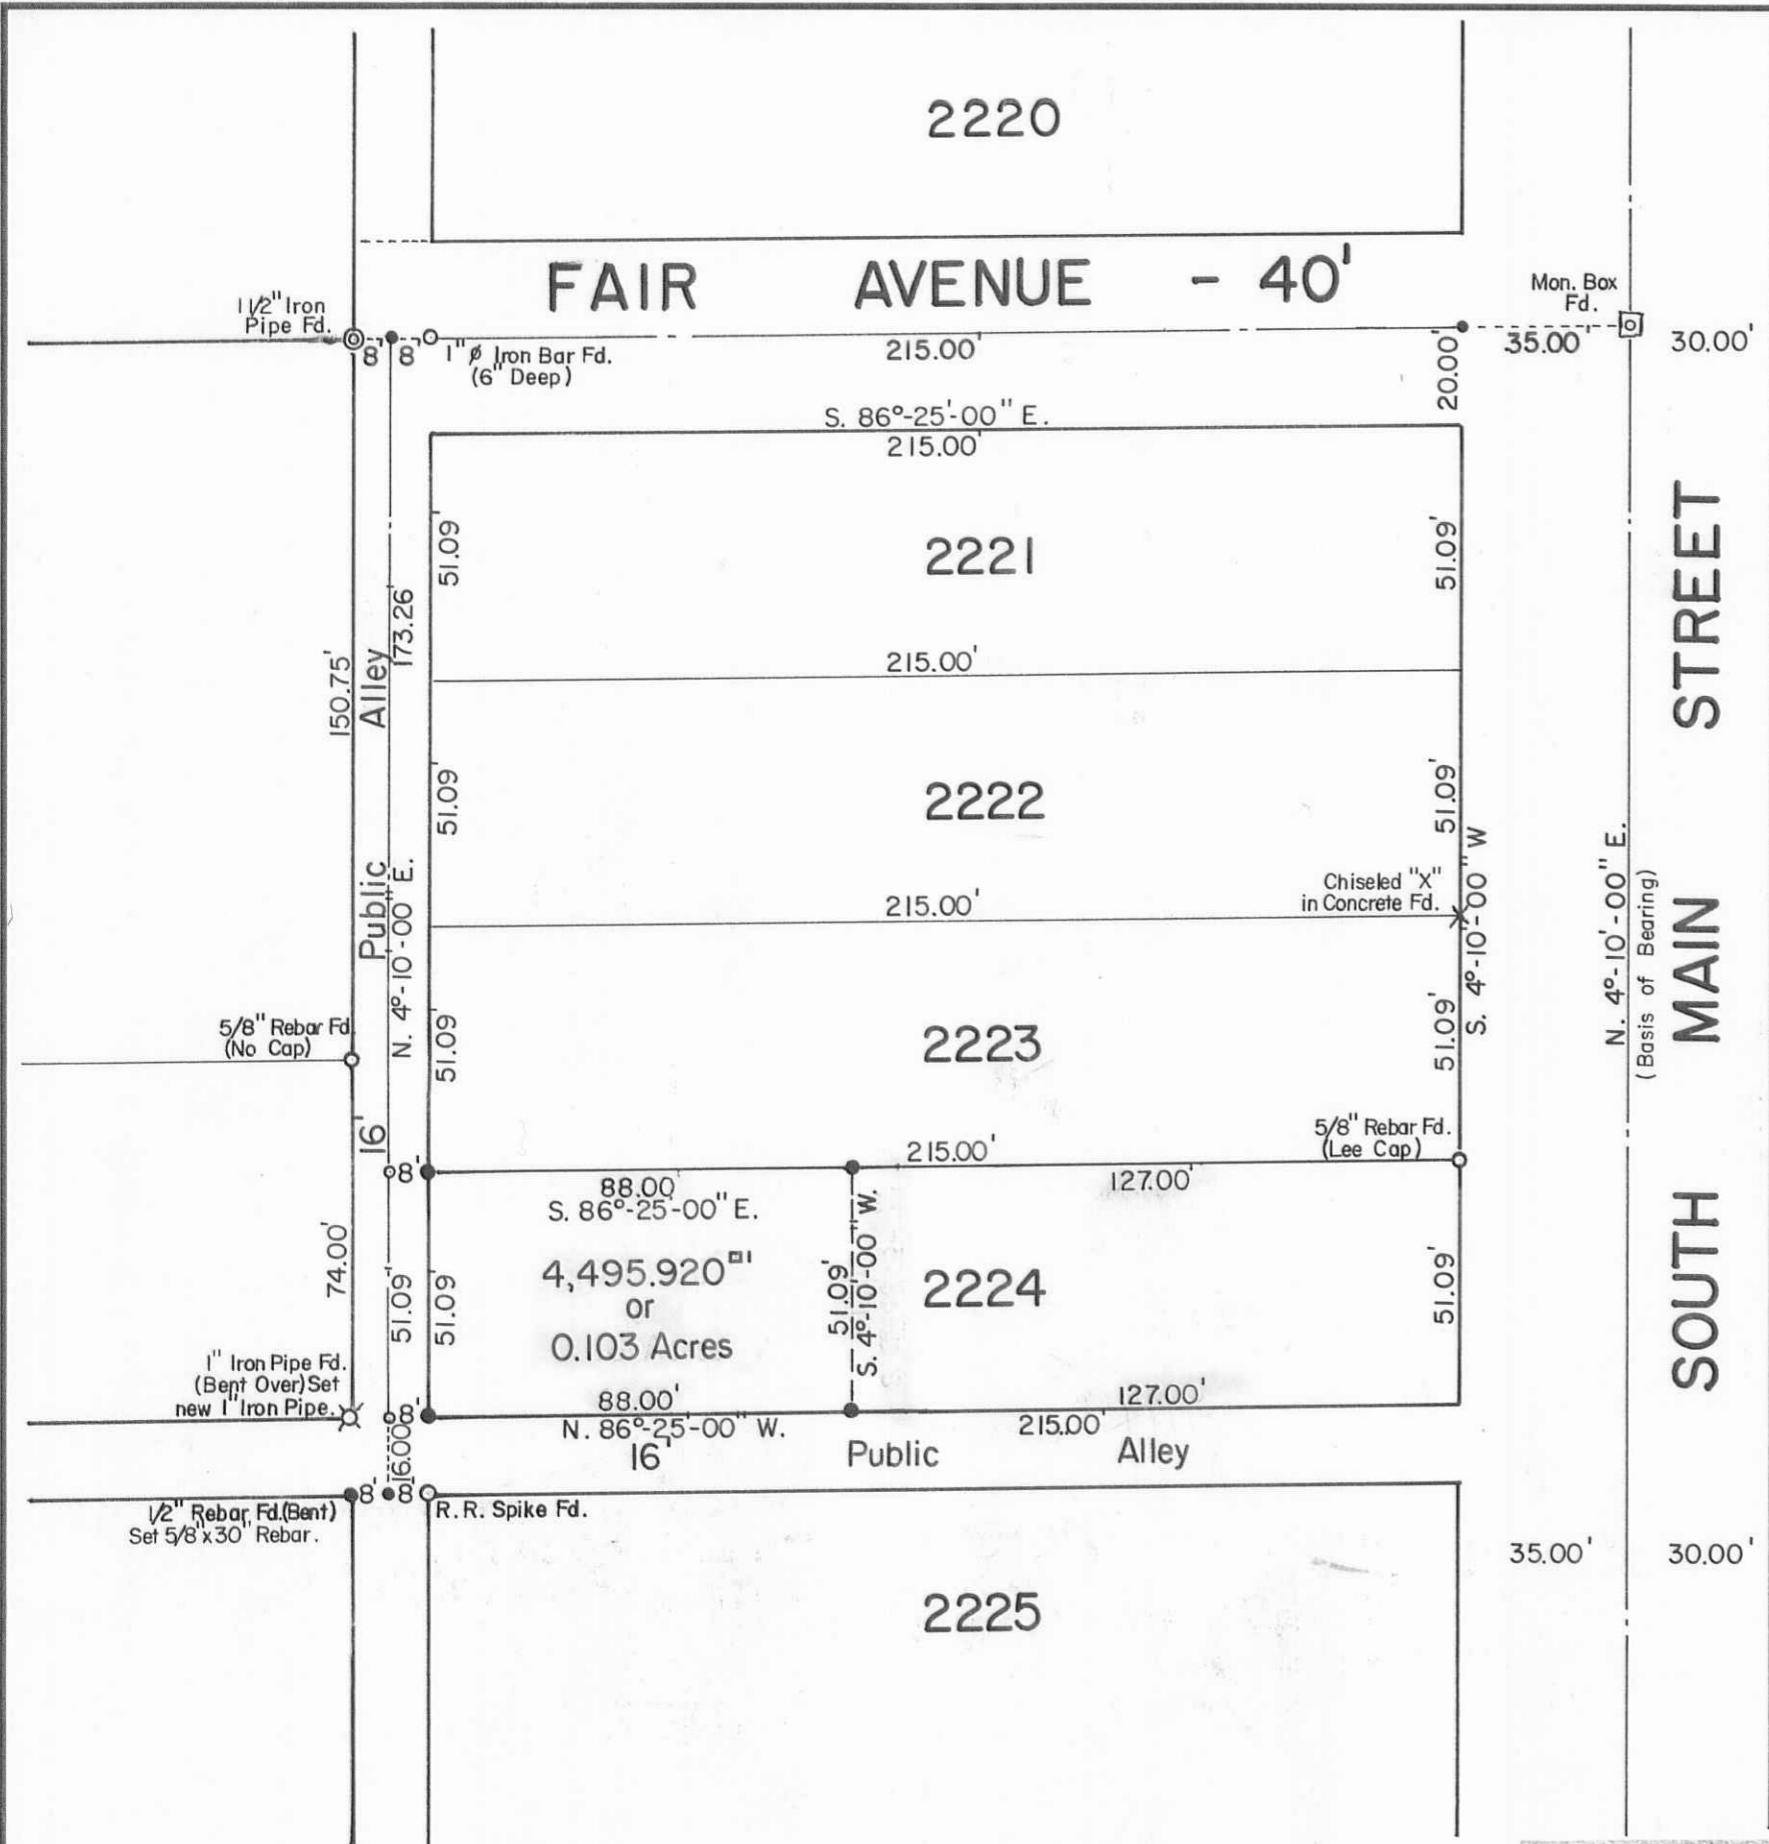 2220
FAIR AVENUE - 40'
1 1/2" Iron
Pipe Fd.
Mon. Box
Fd.
8' 8'
1" ø Iron Bar Fd.
(6" Deep)
215.00'
20.00'
35.00'
30.00'
S. 86°-25'-00" E.
215.00'
51.09'
2221
51.09'
150.75'
Alley
173.26'
215.00'
STREET
51.09'
2222
51.09'
Public
N. 4°-10'-00" E.
215.00'
Chiseled "X"
in Concrete Fd.
S. 4°-10'-00" W
N. 4°-10'-00" E.
(Basis of Bearing)
MAIN
5/8" Rebar Fd
(No Cap)
51.09'
2223
51.09'
16'
8'
215.00'
5/8" Rebar Fd.
(Lee Cap)
88.00'
S. 86°-25'-00" E.
127.00'
74.00'
51.09'
51.09'
4,495.920
or
0.103 Acres
51.09'
S. 4°-10'-00" W.
2224
51.09'
SOUTH
1" Iron Pipe Fd.
(Bent Over) Set
new 1" Iron Pipe.
8'
88.00'
N. 86°-25-00" W.
127.00'
215.00'
16.00'
16' Public Alley
8' 8'
1/2" Rebar Fd.(Bent)
Set 5/8"x30" Rebar.
R.R. Spike Fd.
35.00'
30.00'
2225